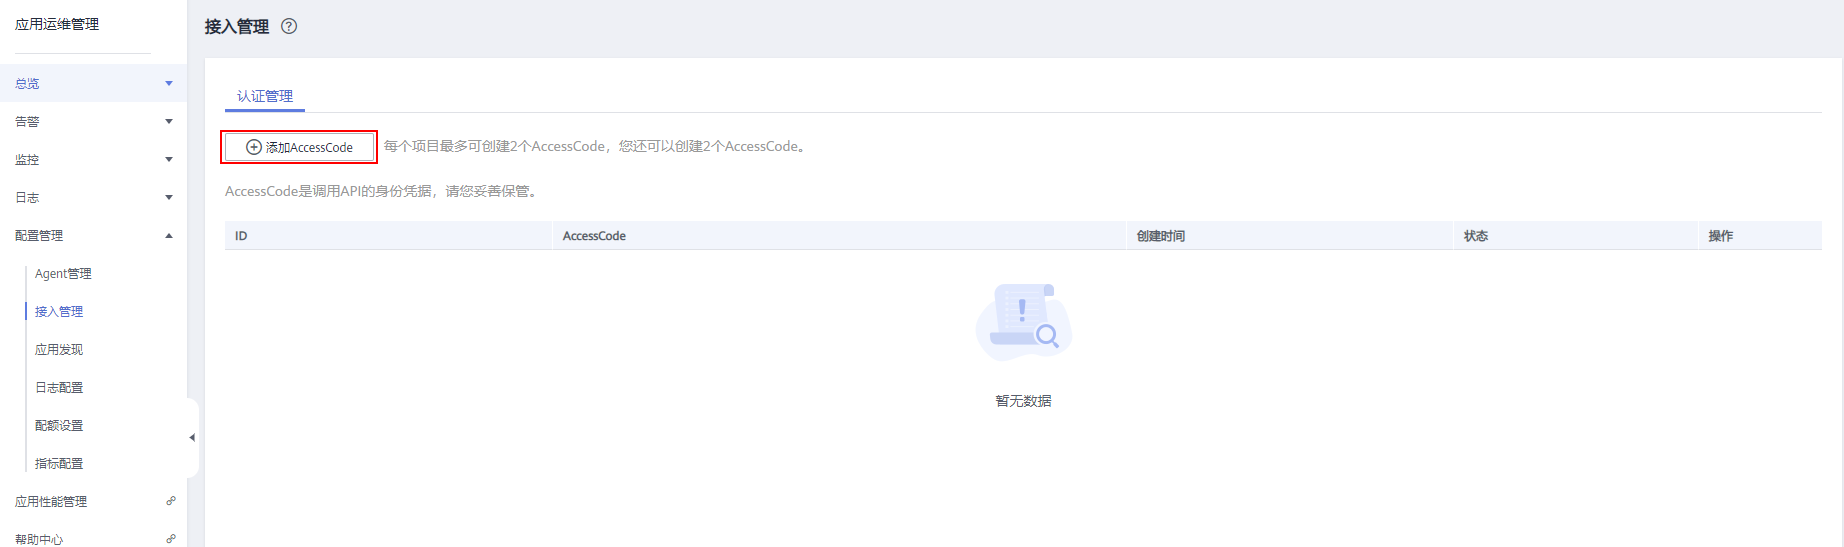 应用运维管理
总览
告警
监控
日志
配置管理
Agent管理
接入管理
应用发现
日志配置
配额设置
指标配置
应用性能管理
帮助中心
接入管理 ?
认证管理
添加AccessCode 每个项目最多可创建2个AccessCode，您还可以创建2个AccessCode。
AccessCode是调用API的身份凭据，请您妥善保管。
ID AccessCode 创建时间 状态 操作
暂无数据